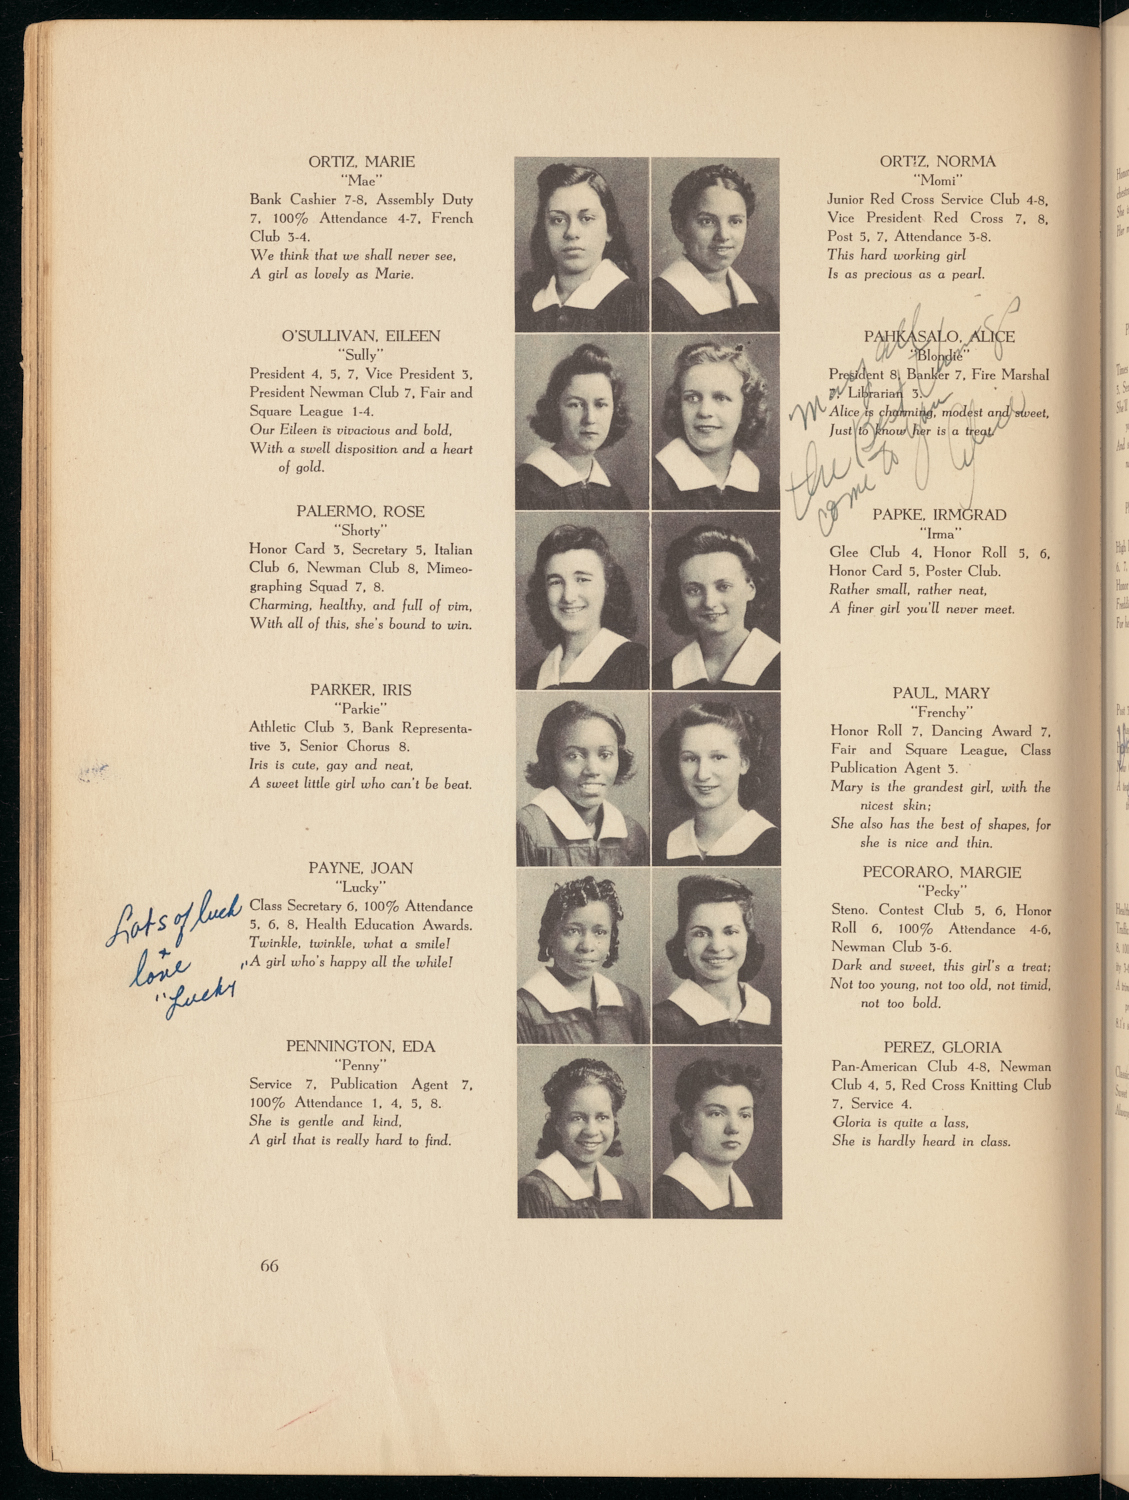 ORTIZ, MARIE
"Mae"
Bank Cashier 7-8, Assembly Duty
7, 100% Attendance 4-7, French
Club 3-4.
We think that we shall never see,
A girl as lovely as Marie.
O'SULLIVAN, EILEEN
"Sully"
President 4, 5, 7, Vice President 3,
President Newman Club 7, Fair and
Square League 1-4.
Our Eileen is vivacious and bold,
With a swell disposition and a heart
of gold.
PALERMO, ROSE
"Shorty"
Honor Card 3, Secretary 5, Italian
Club 6, Newman Club 8, Mimeo-
graphing Squad 7, 8.
Charming, healthy, and full of vim,
With all of this, she's bound to win.
PARKER, IRIS
"Parkie"
Athletic Club 3, Bank Representa-
tive 3, Senior Chorus 8.
Iris is cute, gay and neat,
A sweet little girl who can't be beat.
PAYNE, JOAN
"Lucky"
Class Secretary 6, 100% Attendance
5, 6, 8, Health Education Awards.
Twinkle, twinkle, what a smile!
A girl who's happy all the while!
Lots of luck
+
love
"Lucky"
PENNINGTON, EDA
"Penny"
Service 7, Publication Agent 7,
100% Attendance 1, 4, 5, 8.
She is gentle and kind,
A girl that is really hard to find.
66
ORTIZ, NORMA
"Momi"
Junior Red Cross Service Club 4-8,
Vice President Red Cross 7, 8,
Post 5, 7, Attendance 3-8.
This hard working girl
Is as precious as a pearl.
PAHKASALO, ALICE
"Blondie"
President 8, Banker 7, Fire Marshal
7, Librarian 3.
Alice is charming, modest and sweet,
Just to know her is a treat.
May all
the Best things
come to you
Alice
PAPKE, IRMGRAD
"Irma"
Glee Club 4, Honor Roll 5, 6,
Honor Card 5, Poster Club.
Rather small, rather neat,
A finer girl you'll never meet.
PAUL, MARY
"Frenchy"
Honor Roll 7, Dancing Award 7,
Fair and Square League, Class
Publication Agent 3.
Mary is the grandest girl, with the
nicest skin;
She also has the best of shapes, for
she is nice and thin.
PECORARO, MARGIE
"Pecky"
Steno. Contest Club 5, 6, Honor
Roll 6, 100% Attendance 4-6,
Newman Club 3-6.
Dark and sweet, this girl's a treat;
Not too young, not too old, not timid,
not too bold.
PEREZ, GLORIA
Pan-American Club 4-8, Newman
Club 4, 5, Red Cross Knitting Club
7, Service 4.
Gloria is quite a lass,
She is hardly heard in class.